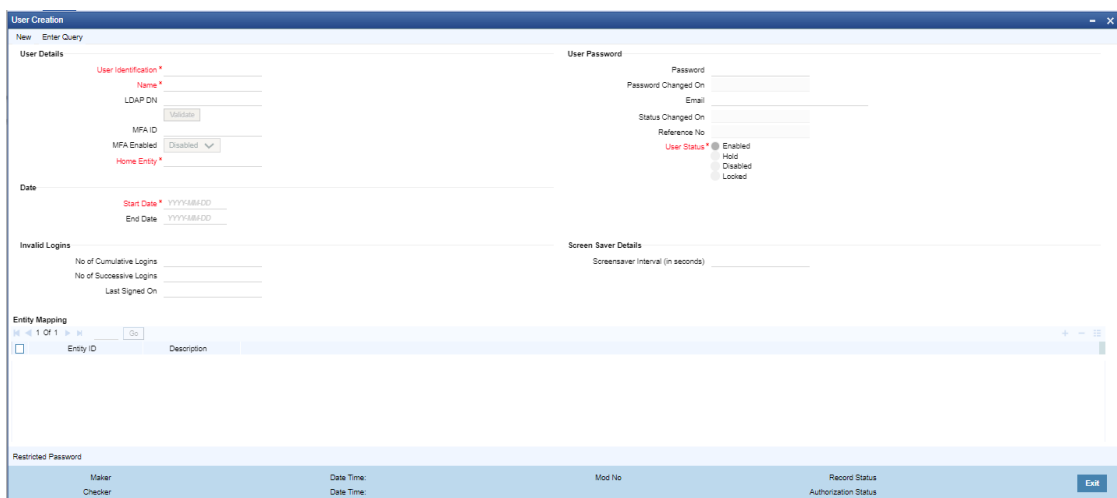 User Creation
New Enter Query
User Details
User Identification *
Name *
LDAP DN
Validate
MFA ID
MFA Enabled Disabled
Home Entity *
User Password
Password
Password Changed On
Email
Status Changed On
Reference No
User Status * Enabled
Hold
Disabled
Locked
Date
Start Date * YYYY-MM-DD
End Date YYYY-MM-DD
Invalid Logins
No of Cumulative Logins
No of Successive Logins
Last Signed On
Screen Saver Details
Screensaver Interval (in seconds)
Entity Mapping
1 Of 1 Go
Entity ID Description
Restricted Password
Maker Date Time: Mod No Record Status
Checker Date Time: Authorization Status
Exit